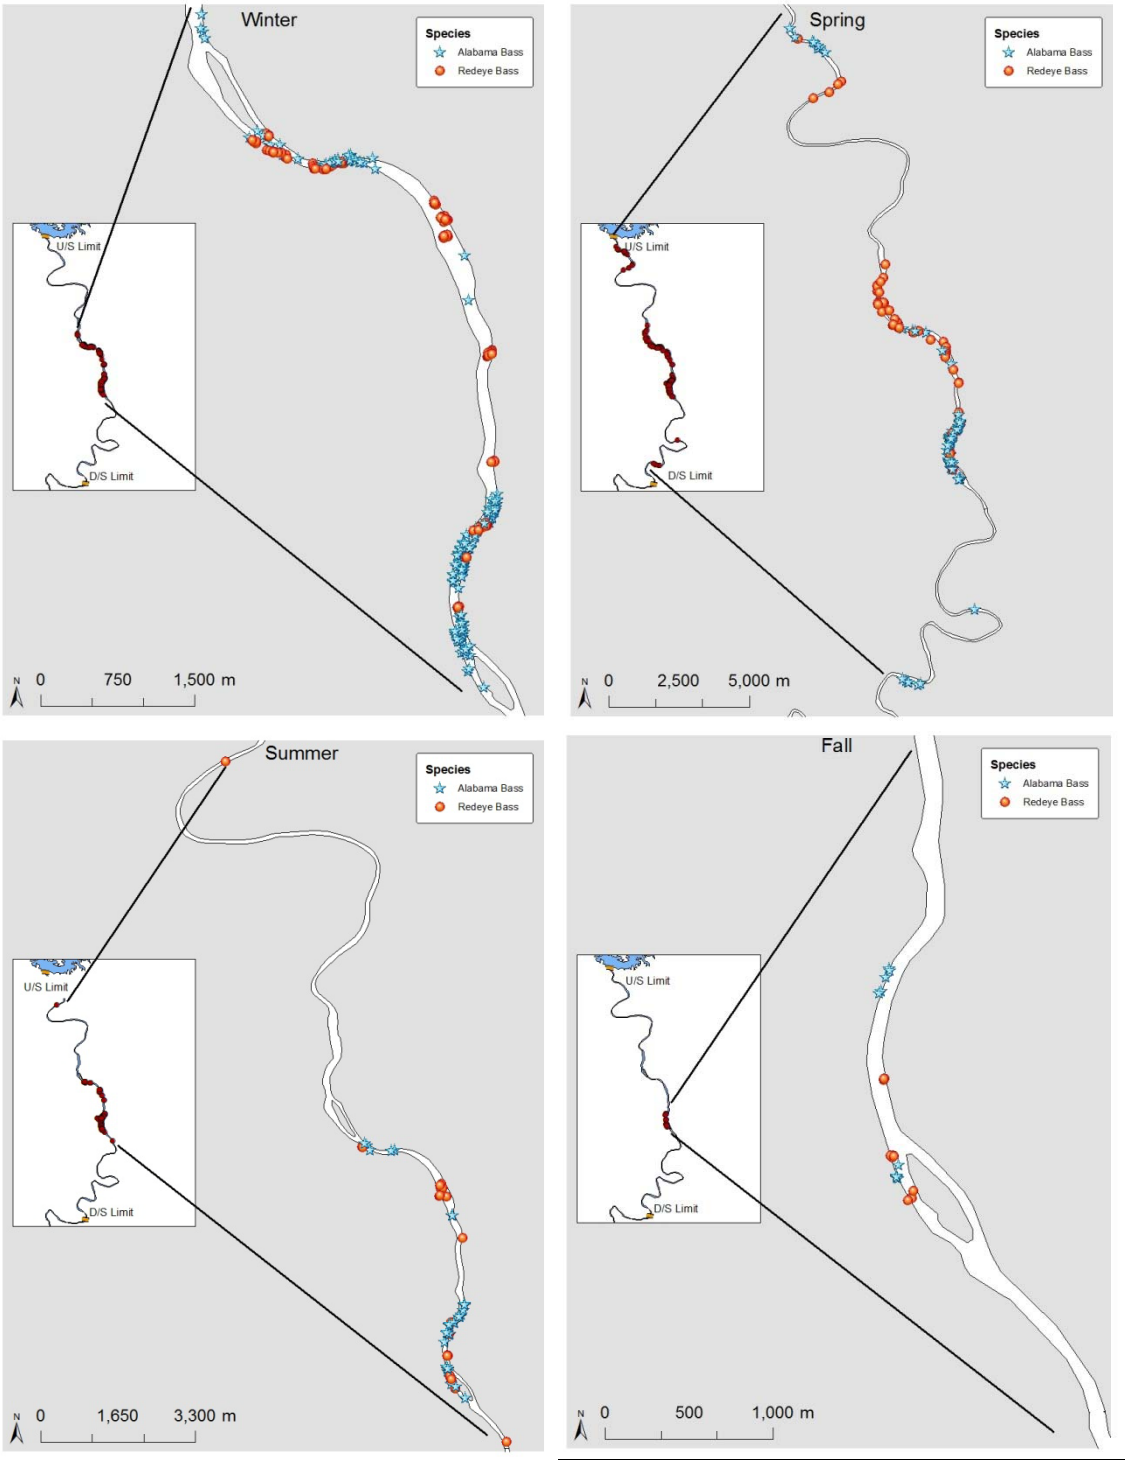 Winter
Species
Alabama Bass
Redeye Bass
U/S Limit
D/S Limit
N
0 750 1,500 m
Spring
Species
Alabama Bass
Redeye Bass
U/S Limit
D/S Limit
N
0 2,500 5,000 m
Summer
Species
Alabama Bass
Redeye Bass
U/S Limit
D/S Limit
N
0 1,650 3,300 m
Fall
Species
Alabama Bass
Redeye Bass
U/S Limit
D/S Limit
N
0 500 1,000 m